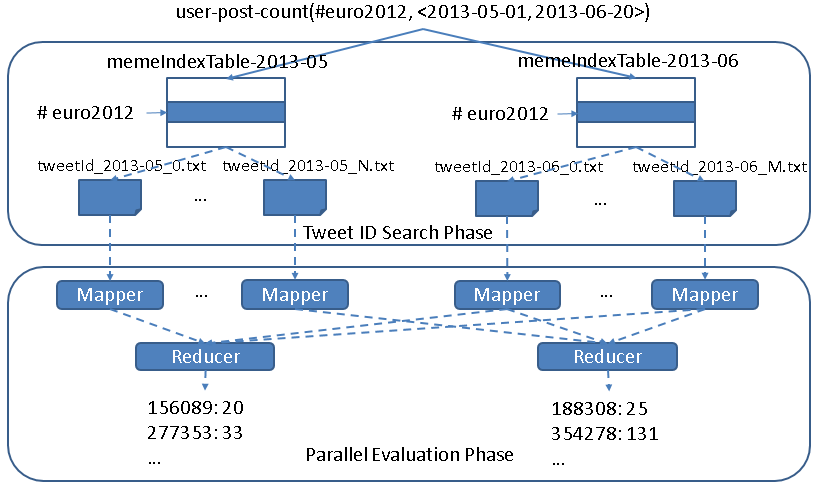 user-post-count(#euro2012, <2013-05-01, 2013-06-20>)
memeIndexTable-2013-05
memeIndexTable-2013-06
# euro2012
# euro2012
tweetId_2013-05_0.txt
tweetId_2013-05_N.txt
tweetId_2013-06_0.txt
tweetId_2013-06_M.txt
...
...
Tweet ID Search Phase
Mapper
...
Mapper
Mapper
...
Mapper
Reducer
Reducer
156089: 20
277353: 33
...
188308: 25
354278: 131
...
Parallel Evaluation Phase